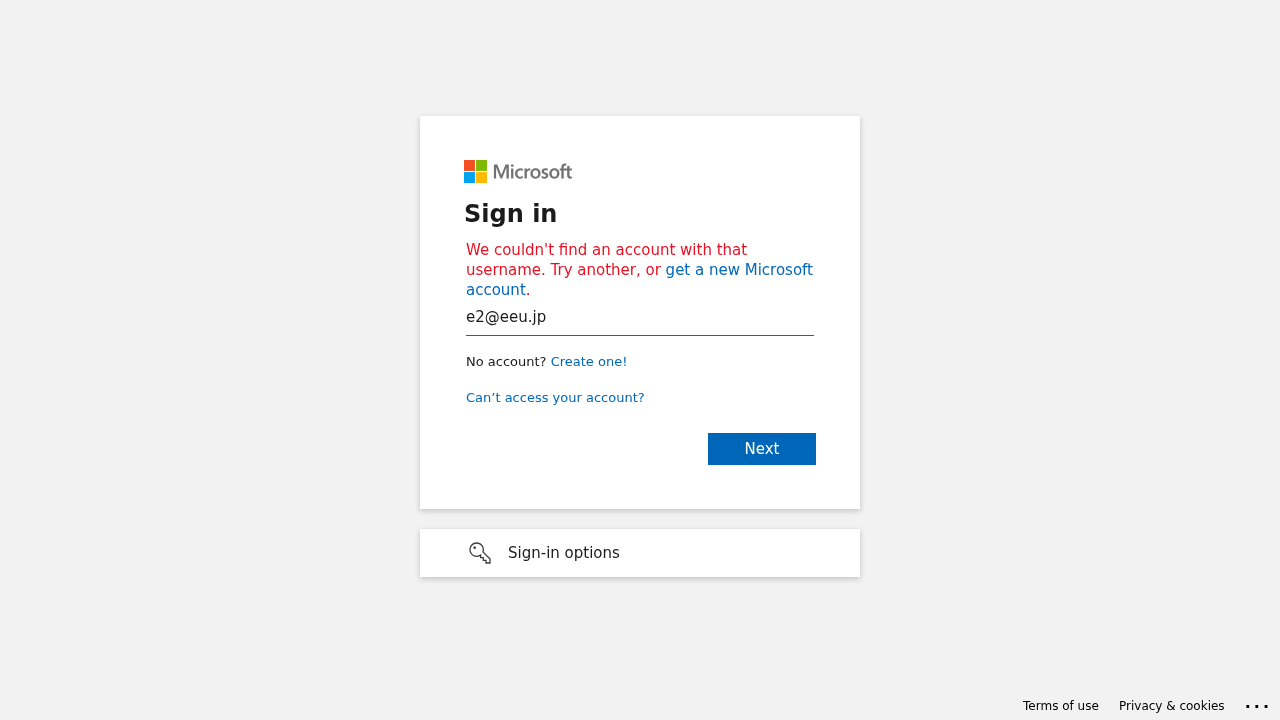 Microsoft
Sign in
We couldn't find an account with that
username. Try another, or get a new Microsoft
account.
e2@eeu.jp
No account? Create one!
Can’t access your account?
Next
Sign-in options
Terms of use Privacy & cookies ...